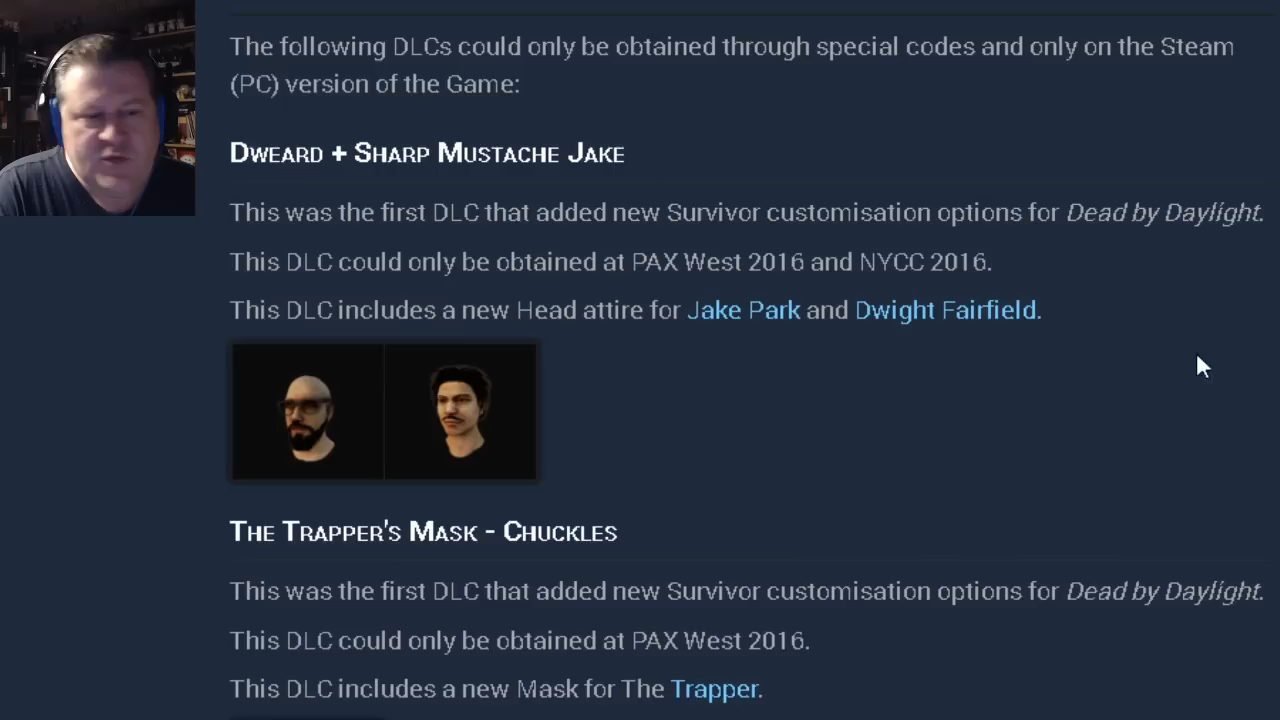 The following DLCs could only be obtained through special codes and only on the Steam
(PC) version of the Game:
Dweard + Sharp Mustache Jake
This was the first DLC that added new Survivor customisation options for Dead by Daylight.
This DLC could only be obtained at PAX West 2016 and NYCC 2016.
This DLC includes a new Head attire for Jake Park and Dwight Fairfield.
The Trapper's Mask - Chuckles
This was the first DLC that added new Survivor customisation options for Dead by Daylight.
This DLC could only be obtained at PAX West 2016.
This DLC includes a new Mask for The Trapper.